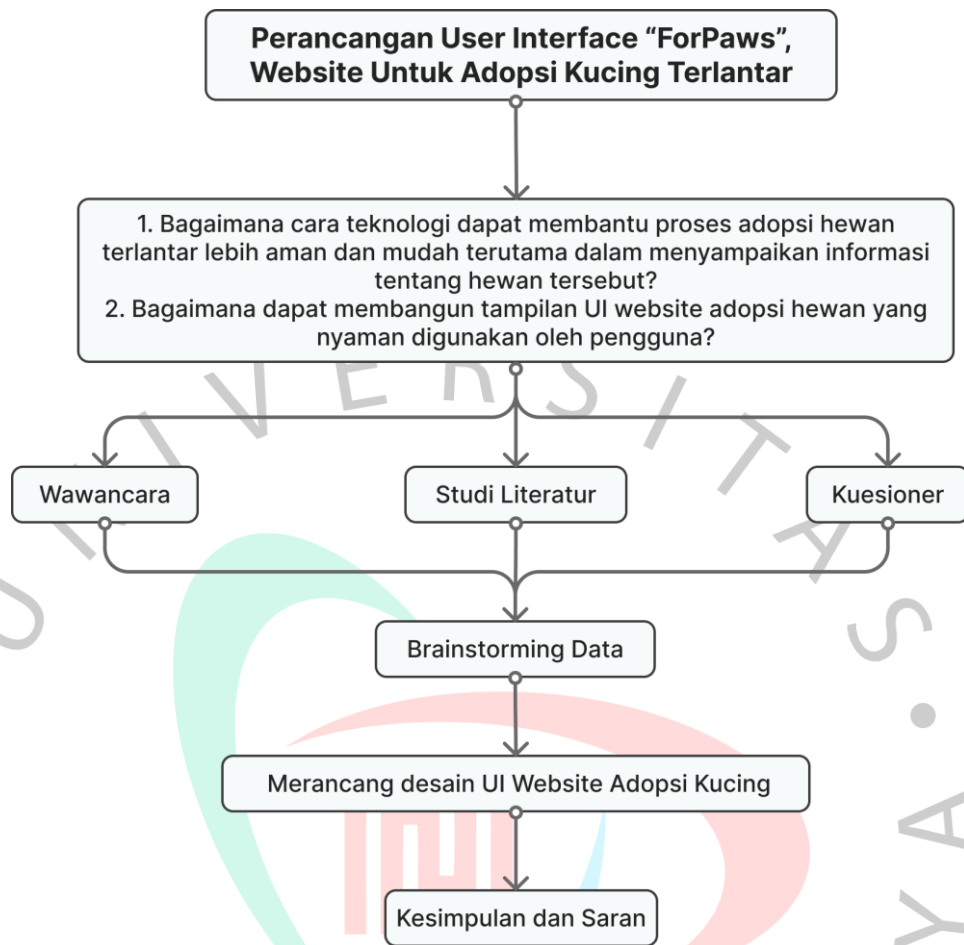 Perancangan User Interface “ForPaws”,
Website Untuk Adopsi Kucing Terlantar
1. Bagaimana cara teknologi dapat membantu proses adopsi hewan
terlantar lebih aman dan mudah terutama dalam menyampaikan informasi
tentang hewan tersebut?
2. Bagaimana dapat membangun tampilan UI website adopsi hewan yang
nyaman digunakan oleh pengguna?
Wawancara
Studi Literatur
Kuesioner
Brainstorming Data
Merancang desain UI Website Adopsi Kucing
Kesimpulan dan Saran
UNIVERSITAS